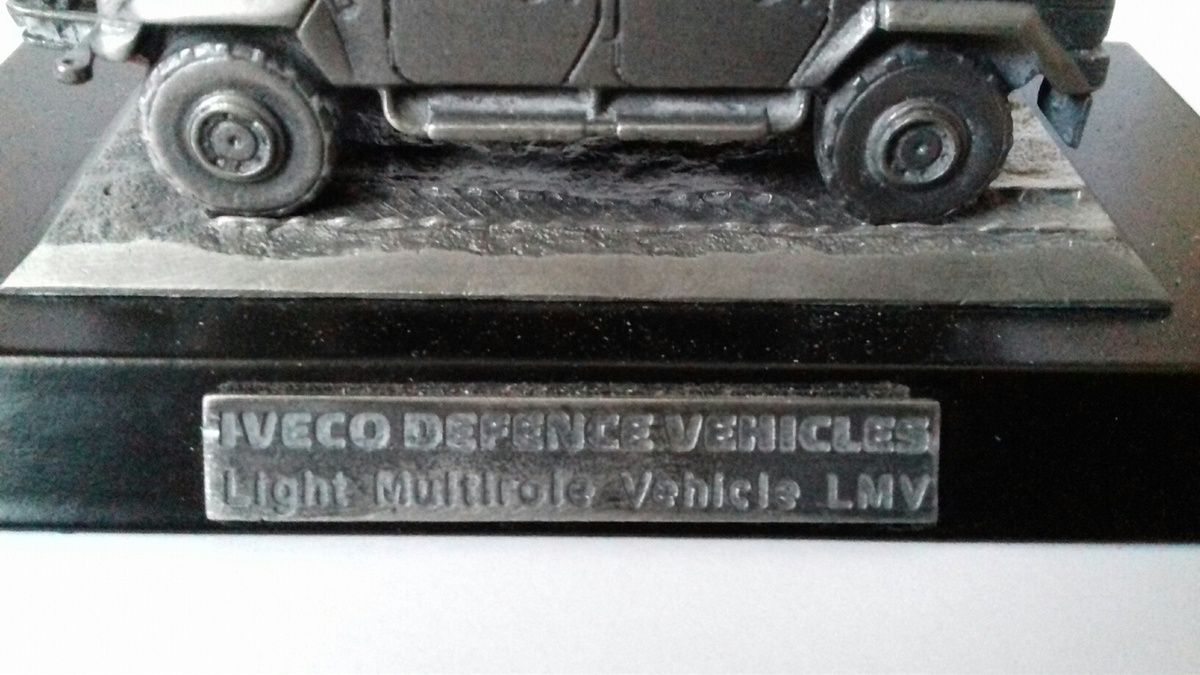 IVECO DEFENCE VEHICLES
Light Multirole Vehicle LMV